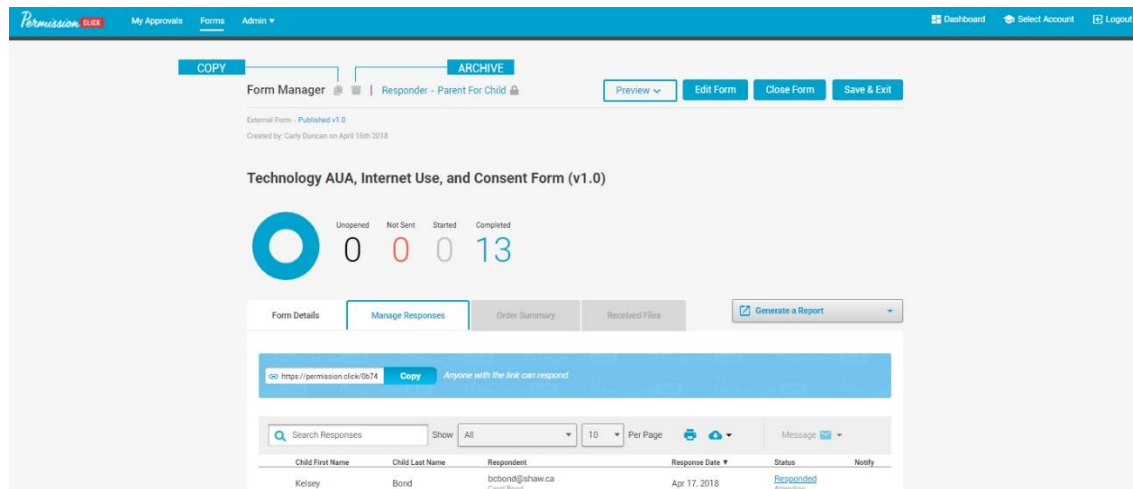 Permission CLICK My Approvals Forms Admin Dashboard Select Account Logout
COPY ARCHIVE
Form Manager | Responder - Parent For Child Preview Edit Form Close Form Save & Exit
External Form - Published v1.0
Created by: Carly Duncan on April 16th 2018
Technology AUA, Internet Use, and Consent Form (v1.0)
Unopened Not Sent Started Completed
0 0 0 13
Form Details Manage Responses Order Summary Received Files Generate a Report
https://permission.click/0b74 Copy Anyone with the link can respond.
Search Responses Show All 10 Per Page Message
Child First Name Child Last Name Respondent Response Date ▼ Status Notify
Kelsey Bond bcbond@shaw.ca Apr 17, 2018 Responded
Carol Bond Attending